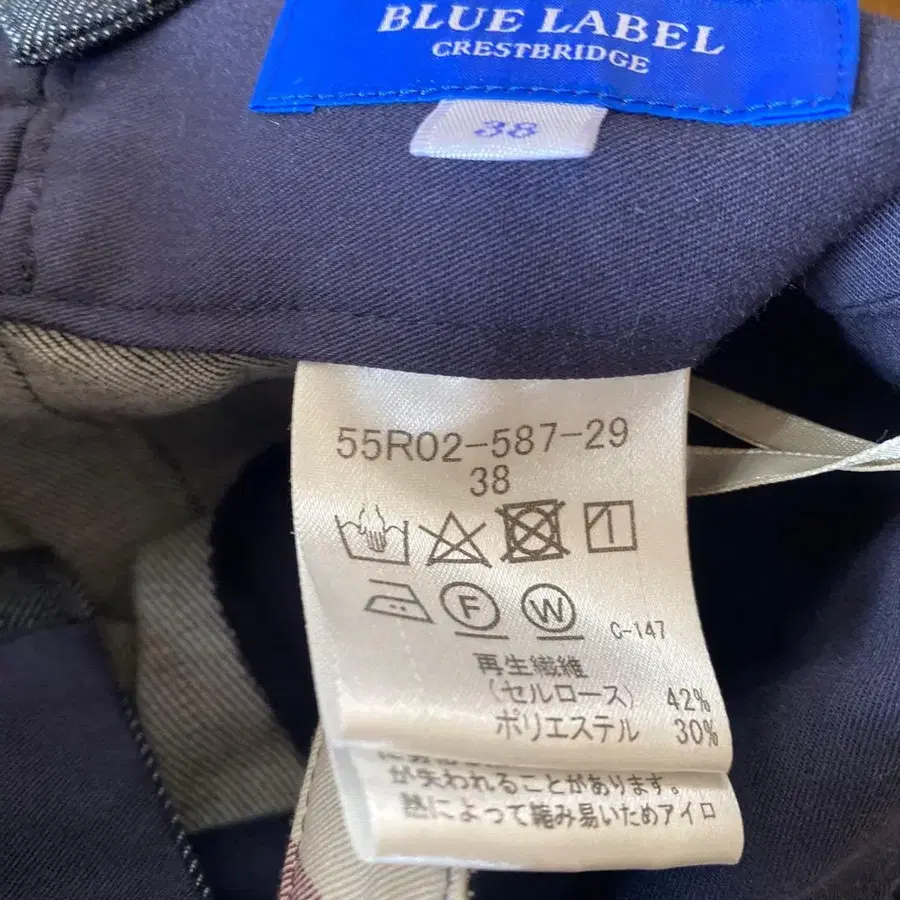 BLUE LABEL
CRESTBRIDGE
38
55R02-587-29
38
F W
C-147
再生繊維
(セルロース) 42%
ポリエステル 30%
が失われることがあります。
熱によって縮み易いためアイロ